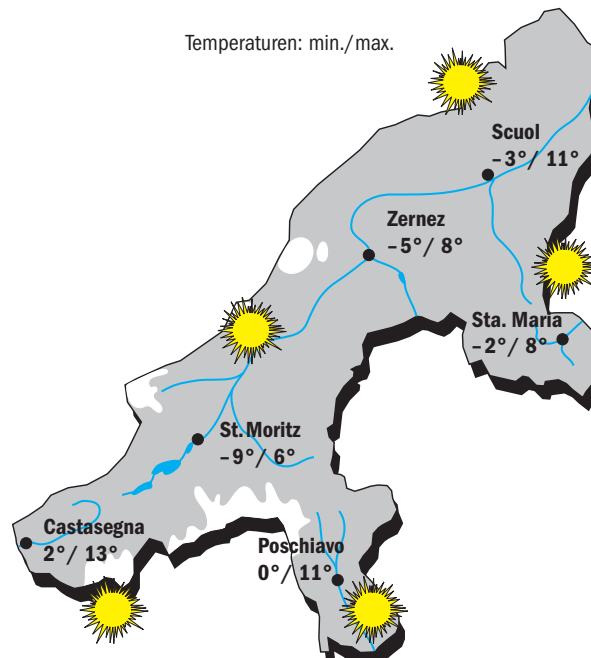 Temperaturen: min./max.
Scuol
–3°/ 11°
Zernez
–5°/ 8°
Sta. Maria
–2°/ 8°
St. Moritz
–9°/ 6°
Castasegna
2°/ 13°
Poschiavo
0°/ 11°